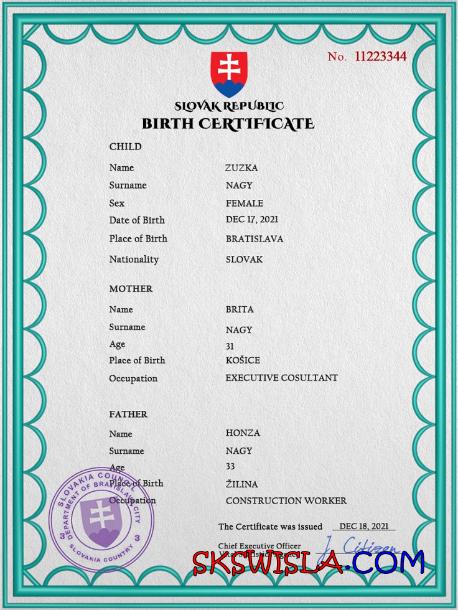 No. 11223344
SLOVAK REPUBLIC
BIRTH CERTIFICATE
CHILD
Name ZUZKA
Surname NAGY
Sex FEMALE
Date of Birth DEC 17, 2021
Place of Birth BRATISLAVA
Nationality SLOVAK
MOTHER
Name BRITA
Surname NAGY
Age 31
Place of Birth KOŠICE
Occupation EXECUTIVE COSULTANT
FATHER
Name HONZA
Surname NAGY
Age 33
Place of Birth ŽILINA
Occupation CONSTRUCTION WORKER
SLOVAKIA COUNCIL
DEPARTMENT OF BRATISLAVA CITY
SLOVAKIA COUNTRY
The Certificate was issued DEC 18, 2021
Chief Executive Officer
J Citizen
SKSWISLA.COM